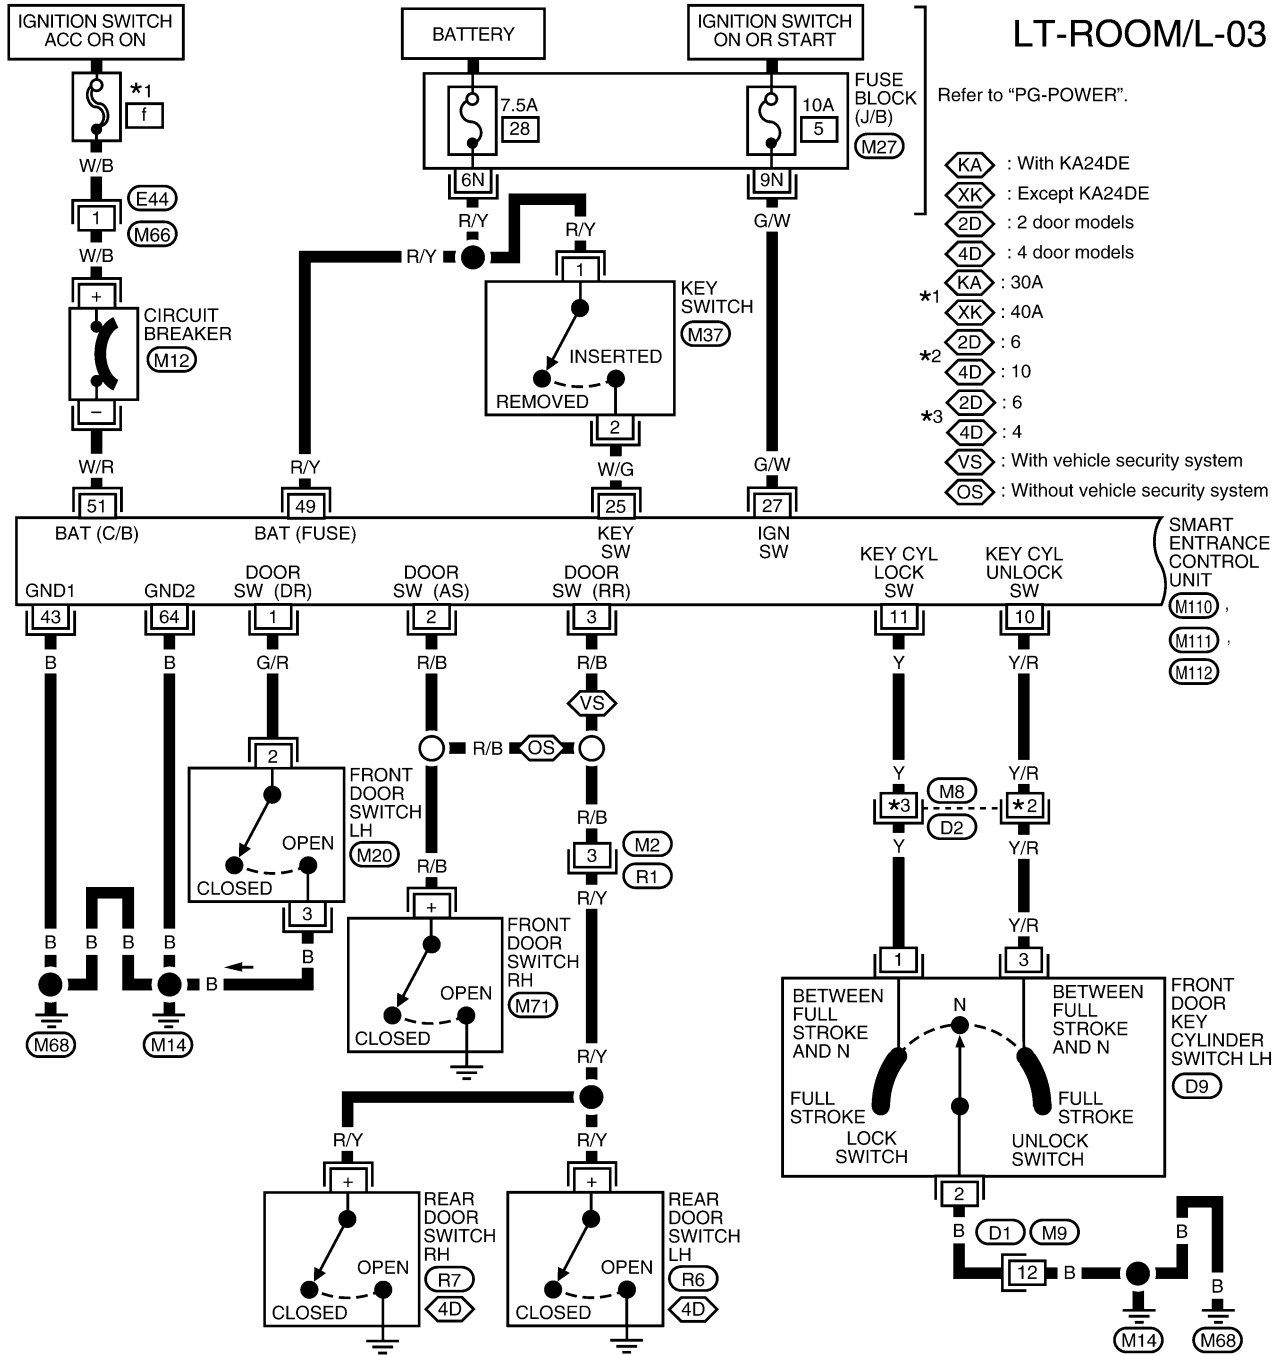 IGNITION SWITCH
ACC OR ON
BATTERY
IGNITION SWITCH
ON OR START
LT-ROOM/L-03
*1
f
7.5A
28
10A
5
FUSE
BLOCK
(J/B)
M27
Refer to “PG-POWER”.
W/B
6N
9N
E44
1
M66
R/Y
R/Y
G/W
KA : With KA24DE
XK : Except KA24DE
2D : 2 door models
4D : 4 door models
*1
KA : 30A
XK : 40A
*2
2D : 6
4D : 10
*3
2D : 6
4D : 4
VS : With vehicle security system
OS : Without vehicle security system
W/B
R/Y
+
1
CIRCUIT
BREAKER
M12
–
KEY
SWITCH
M37
INSERTED
REMOVED
2
W/R
R/Y
W/G
G/W
51
49
25
27
BAT (C/B)
BAT (FUSE)
KEY
SW
IGN
SW
KEY CYL
LOCK
SW
KEY CYL
UNLOCK
SW
SMART
ENTRANCE
CONTROL
UNIT
M110 ,
M111 ,
M112
GND1
GND2
DOOR
SW (DR)
DOOR
SW (AS)
DOOR
SW (RR)
43
64
1
2
3
11
10
B
B
G/R
R/B
R/B
Y
Y/R
VS
R/B
OS
2
FRONT
DOOR
SWITCH
LH
M20
OPEN
CLOSED
3
Y
Y/R
*3
M8
D2
*2
Y
Y/R
R/B
3
M2
R1
R/B
R/Y
+
Y/R
B
B
B
B
B
B
FRONT
DOOR
SWITCH
RH
M71
OPEN
CLOSED
M68
M14
1
3
BETWEEN
FULL
STROKE
AND N
N
BETWEEN
FULL
STROKE
AND N
FULL
STROKE
FULL
STROKE
LOCK
SWITCH
UNLOCK
SWITCH
FRONT
DOOR
KEY
CYLINDER
SWITCH LH
D9
R/Y
R/Y
R/Y
+
+
REAR
DOOR
SWITCH
RH
R7
4D
OPEN
CLOSED
REAR
DOOR
SWITCH
LH
R6
4D
OPEN
CLOSED
2
B
D1
M9
12
B
B
B
M14
M68